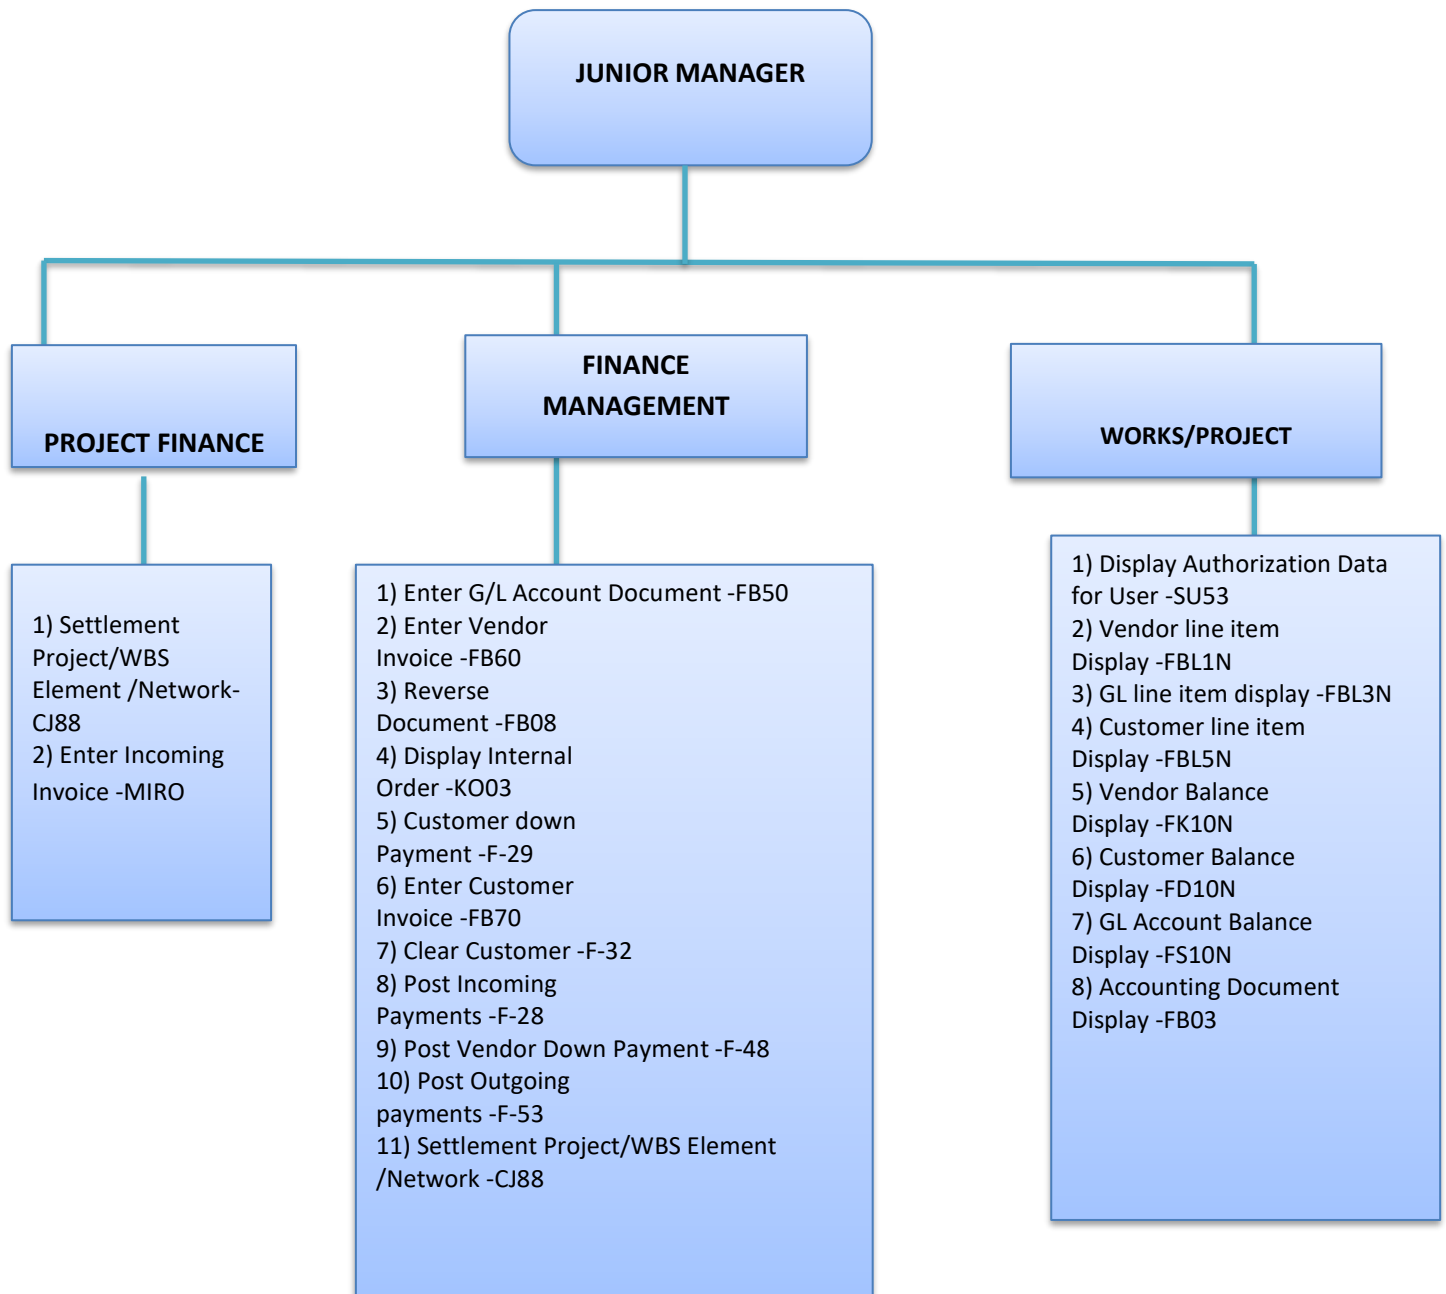 JUNIOR MANAGER
PROJECT FINANCE
FINANCE
MANAGEMENT
WORKS/PROJECT
1) Settlement
Project/WBS
Element /Network-
CJ88
2) Enter Incoming
Invoice -MIRO
1) Enter G/L Account Document -FB50
2) Enter Vendor
Invoice -FB60
3) Reverse
Document -FB08
4) Display Internal
Order -KO03
5) Customer down
Payment -F-29
6) Enter Customer
Invoice -FB70
7) Clear Customer -F-32
8) Post Incoming
Payments -F-28
9) Post Vendor Down Payment -F-48
10) Post Outgoing
payments -F-53
11) Settlement Project/WBS Element
/Network -CJ88
1) Display Authorization Data
for User -SU53
2) Vendor line item
Display -FBL1N
3) GL line item display -FBL3N
4) Customer line item
Display -FBL5N
5) Vendor Balance
Display -FK10N
6) Customer Balance
Display -FD10N
7) GL Account Balance
Display -FS10N
8) Accounting Document
Display -FB03